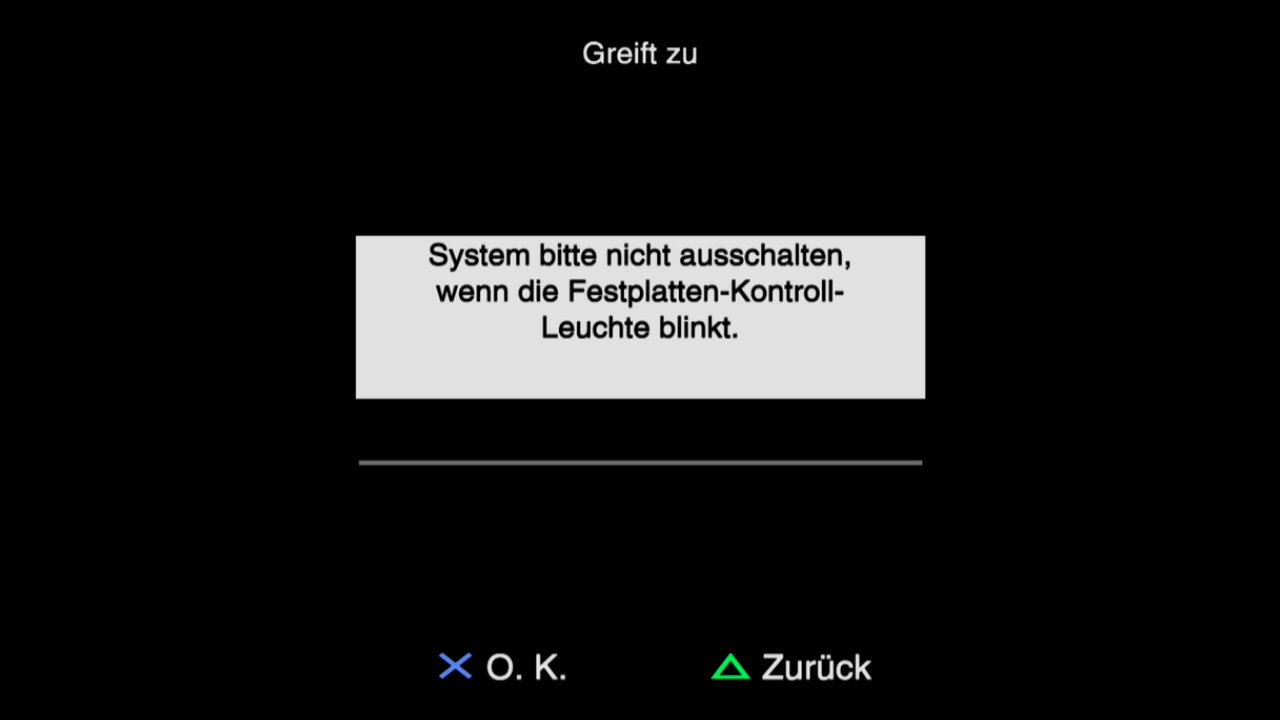 Greift zu
System bitte nicht ausschalten,
wenn die Festplatten-Kontroll-
Leuchte blinkt.
O. K.
Zurück